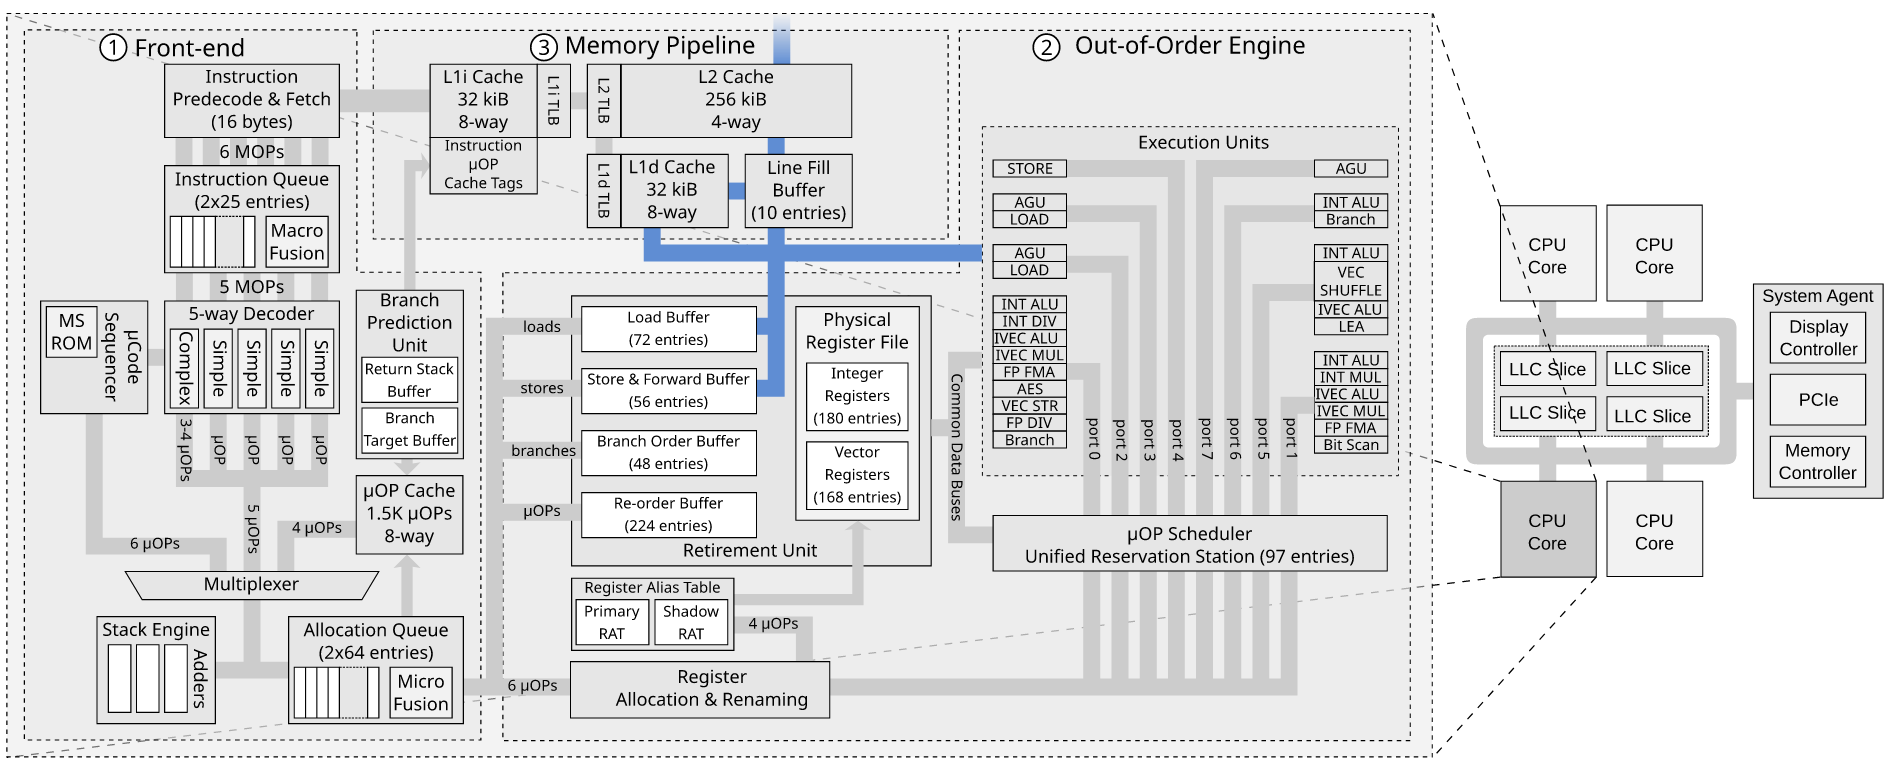 ① Front-end
Instruction
Predecode & Fetch
(16 bytes)
6 MOPs
Instruction Queue
(2x25 entries)
Macro
Fusion
5 MOPs
MS
ROM
µCode
Sequencer
5-way Decoder
Complex
Simple
Simple
Simple
Simple
3-4 µOPs
µOP
µOP
µOP
µOP
Branch
Prediction
Unit
Return Stack
Buffer
Branch
Target Buffer
µOP Cache
1.5K µOPs
8-way
6 µOPs
5 µOPs
4 µOPs
Multiplexer
Stack Engine
Adders
Allocation Queue
(2x64 entries)
Micro
Fusion
③ Memory Pipeline
L1i Cache
32 kiB
8-way
L1i TLB
Instruction
µOP
Cache Tags
L2 TLB
L2 Cache
256 kiB
4-way
L1d TLB
L1d Cache
32 kiB
8-way
Line Fill
Buffer
(10 entries)
② Out-of-Order Engine
loads
Load Buffer
(72 entries)
stores
Store & Forward Buffer
(56 entries)
branches
Branch Order Buffer
(48 entries)
µOPs
Re-order Buffer
(224 entries)
Retirement Unit
Physical
Register File
Integer
Registers
(180 entries)
Vector
Registers
(168 entries)
Register Alias Table
Primary
RAT
Shadow
RAT
4 µOPs
6 µOPs
Register
Allocation & Renaming
Common Data Buses
Execution Units
STORE
AGU
LOAD
AGU
LOAD
INT ALU
INT DIV
IVEC ALU
IVEC MUL
FP FMA
AES
VEC STR
FP DIV
Branch
port 0
port 2
port 3
port 4
port 7
port 6
port 5
port 1
AGU
INT ALU
Branch
INT ALU
VEC
SHUFFLE
IVEC ALU
LEA
INT ALU
INT MUL
IVEC ALU
IVEC MUL
FP FMA
Bit Scan
µOP Scheduler
Unified Reservation Station (97 entries)
CPU
Core
CPU
Core
LLC Slice
LLC Slice
LLC Slice
LLC Slice
CPU
Core
CPU
Core
System Agent
Display
Controller
PCIe
Memory
Controller